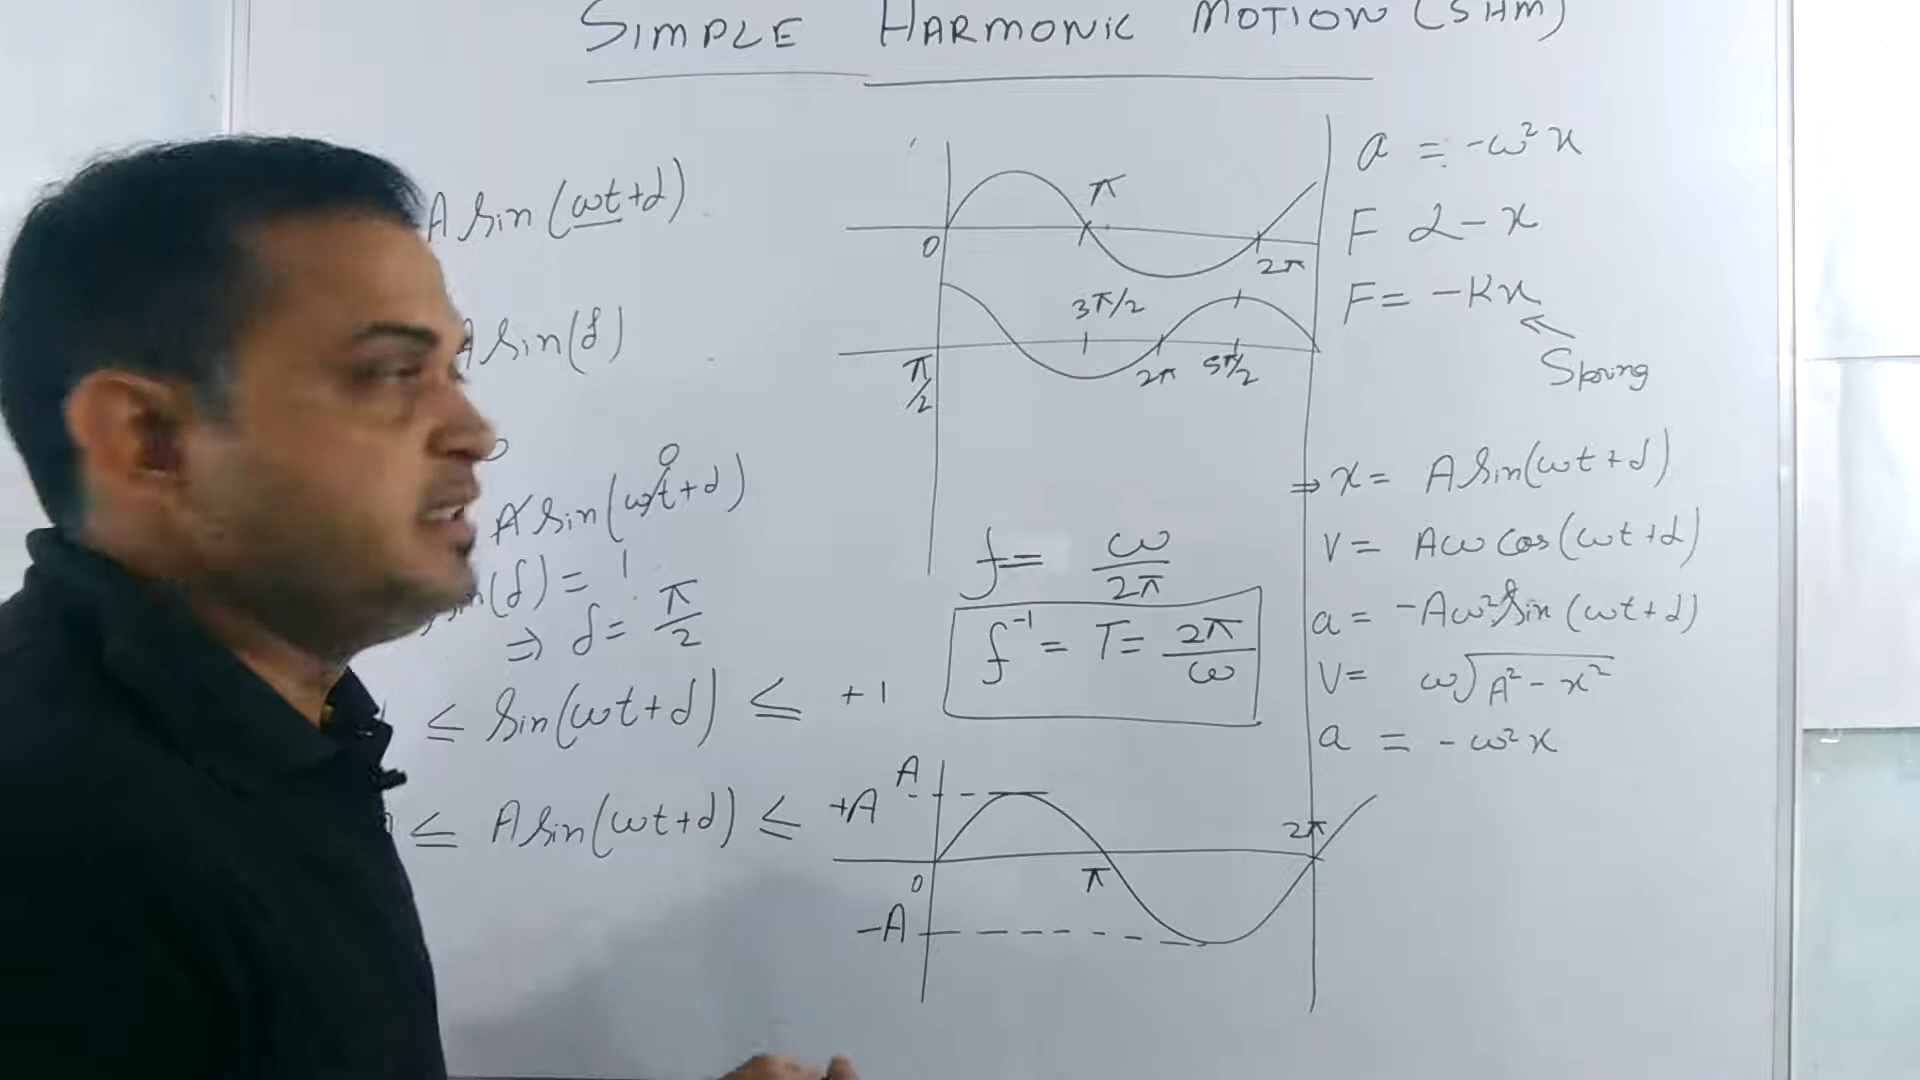 SIMPLE HARMONIC MOTION (SHM)
A sin(ωt+δ)
A sin(δ)
0
A sin(ωt+δ)
(δ) = 1
⇒ δ = π/2
≤ sin(ωt+δ) ≤ +1
≤ A sin(ωt+δ) ≤ +A
0 π 2π
π/2 3π/2 2π 5π/2
f = ω/2π
f⁻¹ = T = 2π/ω
A
0 π 2π
-A
a = -ω²x
F α -x
F = -Kx
Spring
⇒ x = A sin(ωt+δ)
V = Aω cos(ωt+δ)
a = -Aω² sin(ωt+δ)
V = ω√(A²-x²)
a = -ω²x